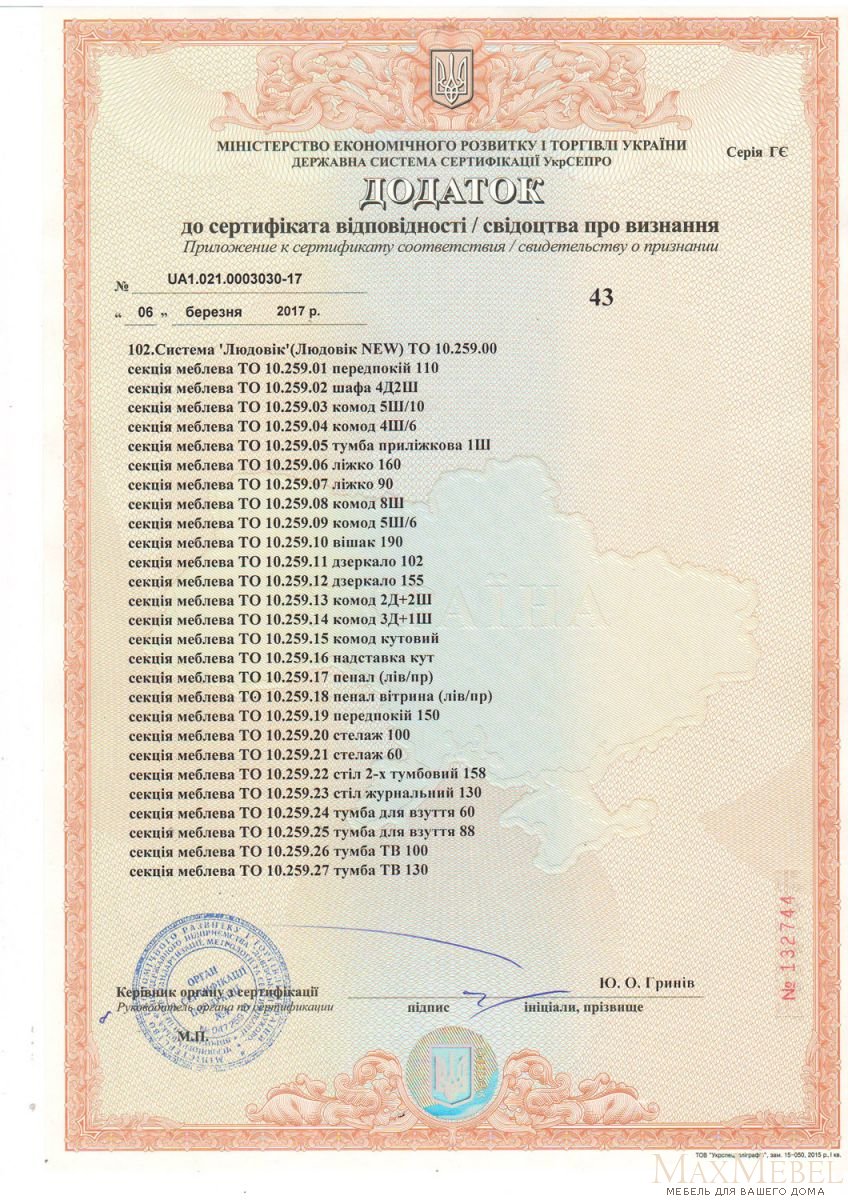 МІНІСТЕРСТВО ЕКОНОМІЧНОГО РОЗВИТКУ І ТОРГІВЛІ УКРАЇНИ
Серія ГЄ
ДЕРЖАВНА СИСТЕМА СЕРТИФІКАЦІЇ УкрСЕПРО
ДОДАТОК
до сертифіката відповідності / свідоцтва про визнання
Приложение к сертификату соответствия / свидетельству о признании
№ UA1.021.0003030-17
43
„ 06 ” березня 2017 р.
102.Система 'Людовік'(Людовік NEW) ТО 10.259.00
секція меблева ТО 10.259.01 передпокій 110
секція меблева ТО 10.259.02 шафа 4Д2Ш
секція меблева ТО 10.259.03 комод 5Ш/10
секція меблева ТО 10.259.04 комод 4Ш/6
секція меблева ТО 10.259.05 тумба приліжкова 1Ш
секція меблева ТО 10.259.06 ліжко 160
секція меблева ТО 10.259.07 ліжко 90
секція меблева ТО 10.259.08 комод 8Ш
секція меблева ТО 10.259.09 комод 5Ш/6
секція меблева ТО 10.259.10 вішак 190
секція меблева ТО 10.259.11 дзеркало 102
секція меблева ТО 10.259.12 дзеркало 155
секція меблева ТО 10.259.13 комод 2Д+2Ш
секція меблева ТО 10.259.14 комод 3Д+1Ш
секція меблева ТО 10.259.15 комод кутовий
секція меблева ТО 10.259.16 надставка кут
секція меблева ТО 10.259.17 пенал (лів/пр)
секція меблева ТО 10.259.18 пенал вітрина (лів/пр)
секція меблева ТО 10.259.19 передпокій 150
секція меблева ТО 10.259.20 стелаж 100
секція меблева ТО 10.259.21 стелаж 60
секція меблева ТО 10.259.22 стіл 2-х тумбовий 158
секція меблева ТО 10.259.23 стіл журнальний 130
секція меблева ТО 10.259.24 тумба для взуття 60
секція меблева ТО 10.259.25 тумба для взуття 88
секція меблева ТО 10.259.26 тумба ТВ 100
секція меблева ТО 10.259.27 тумба ТВ 130
№ 132744
ОРГАН
Ю. О. Гринів
Керівник органу з сертифікації
Руководитель органа по сертификации
підпис
ініціали, прізвище
М.П.
ТОВ "Укрспецполіграф", зам. 15-050, 2015 р., І кв.
MAXMEBEL
МЕБЕЛЬ ДЛЯ ВАШЕГО ДОМА